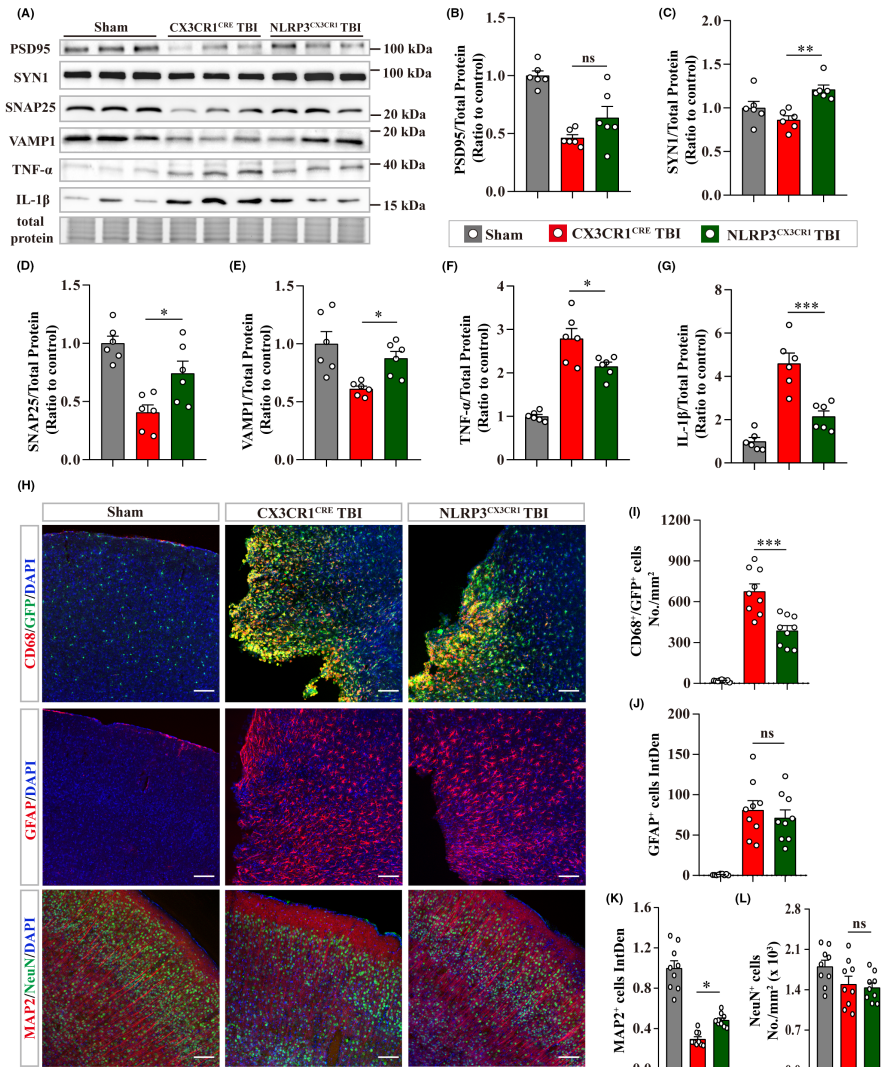 (A)
Sham
CX3CR1CRE TBI
NLRP3CX3CR1 TBI
PSD95
100 kDa
SYN1
100 kDa
SNAP25
20 kDa
VAMP1
20 kDa
TNF-α
40 kDa
IL-1β
15 kDa
total
protein
(B)
PSD95/Total Protein
(Ratio to control)
1.5
1.0
0.5
0.0
ns
(C)
SYN1/Total Protein
(Ratio to control)
2.0
1.5
1.0
0.5
0.0
**
Sham
CX3CR1CRE TBI
NLRP3CX3CR1 TBI
(D)
SNAP25/Total Protein
(Ratio to control)
1.5
1.0
0.5
0.0
*
(E)
VAMP1/Total Protein
(Ratio to control)
1.5
1.0
0.5
0.0
*
(F)
TNF-α/Total Protein
(Ratio to control)
4
3
2
1
0
*
(G)
IL-1β/Total Protein
(Ratio to control)
8
6
4
2
0
***
(H)
Sham
CX3CR1CRE TBI
NLRP3CX3CR1 TBI
CD68/GFP/DAPI
GFAP/DAPI
MAP2/NeuN/DAPI
(I)
CD68+/GFP+ cells
No./mm2
1200
900
600
300
0
***
(J)
GFAP+ cells IntDen
200
150
100
50
0
ns
(K)
MAP2+ cells IntDen
1.6
1.2
0.8
0.4
*
(L)
NeuN+ cells
No./mm2 (x 103)
2.8
2.1
1.4
0.7
ns